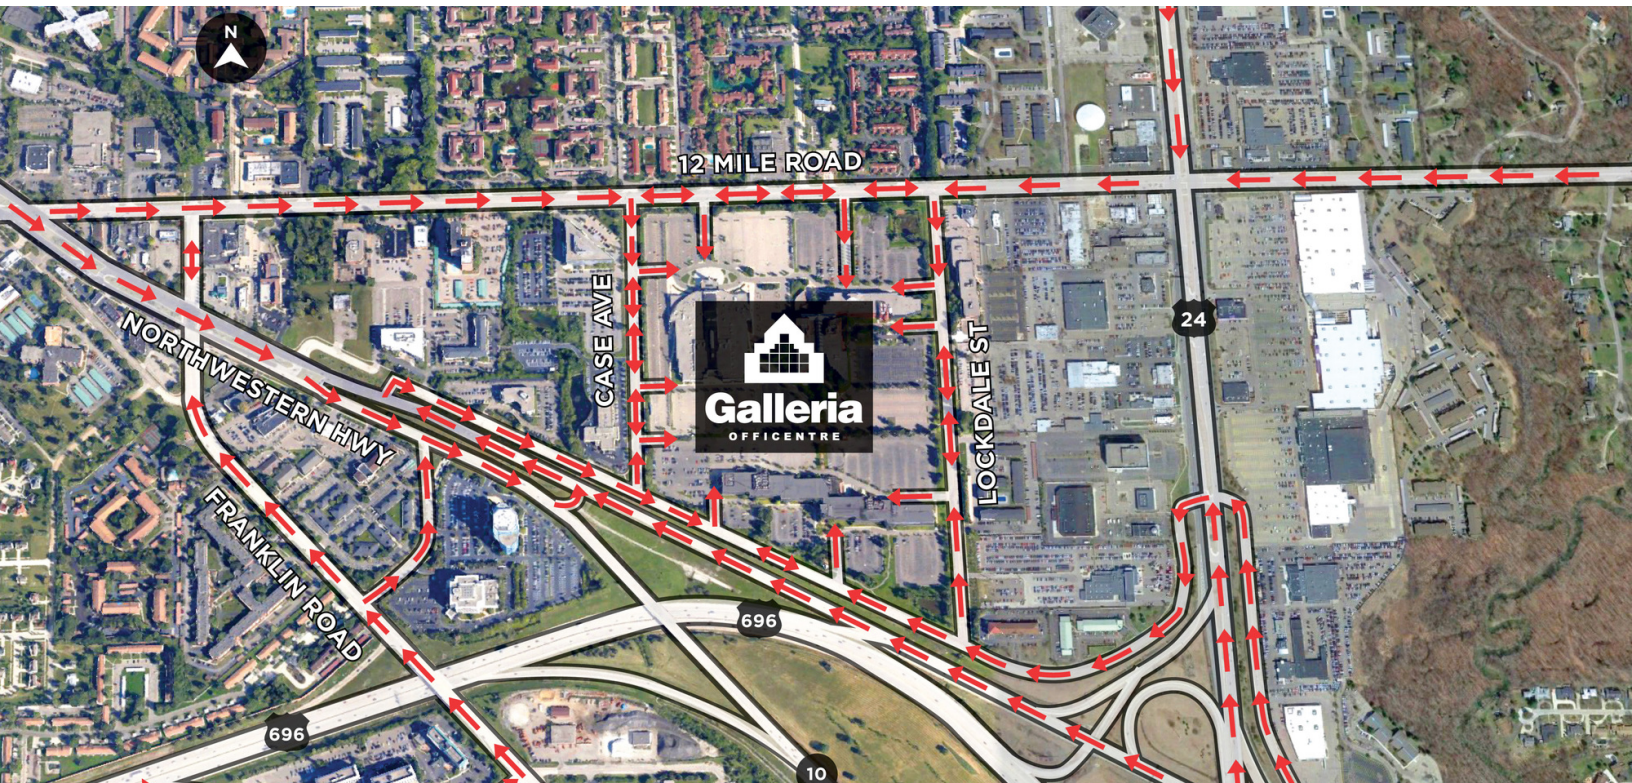 N
12 MILE ROAD
CASE AVE
24
NORTHWESTERN HWY
LOCKDALE ST
Galleria
OFFICENTRE
FRANKLIN ROAD
696
696
10